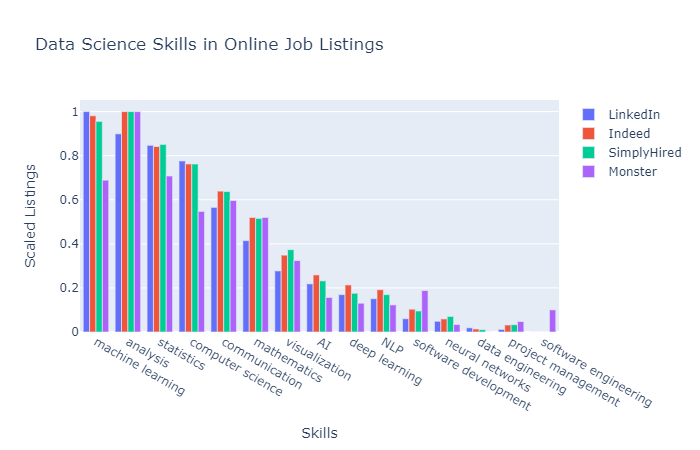 Data Science Skills in Online Job Listings
LinkedIn
Indeed
SimplyHired
Monster
Scaled Listings
1
0.8
0.6
0.4
0.2
0
machine learning
analysis
statistics
computer science
communication
mathematics
visualization
AI
deep learning
NLP
software development
neural networks
data engineering
project management
software engineering
Skills